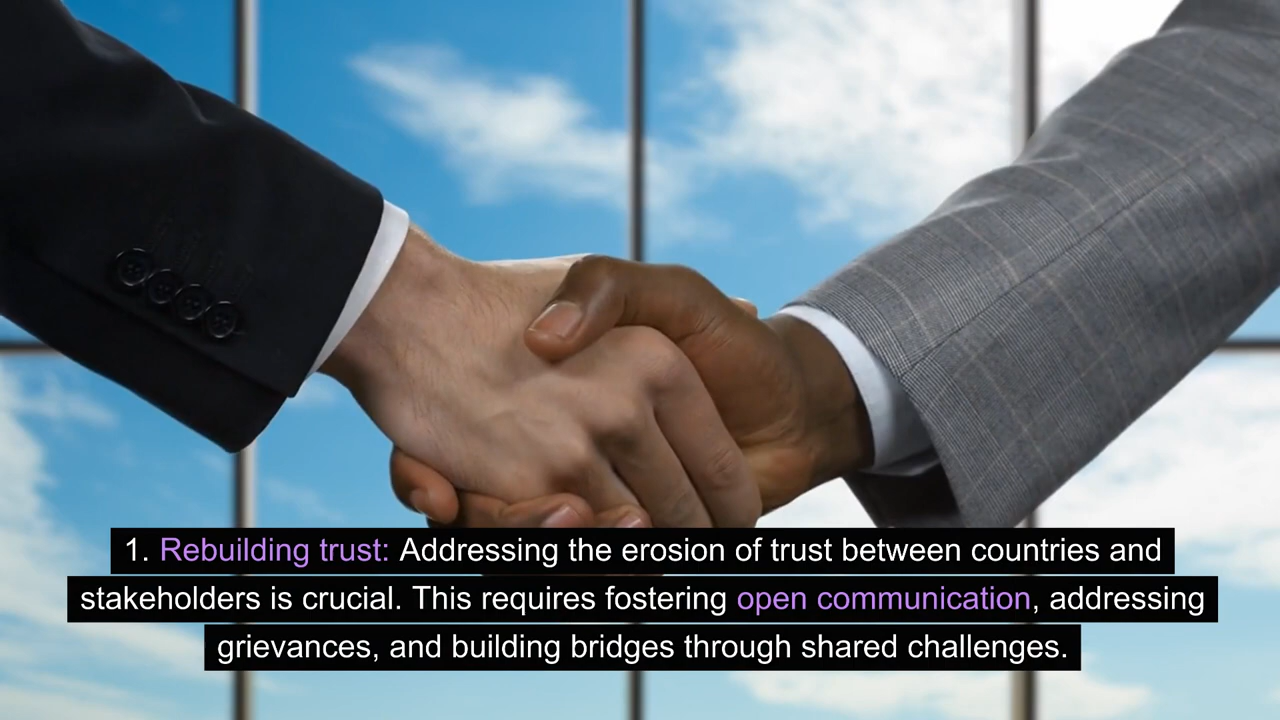 1. Rebuilding trust: Addressing the erosion of trust between countries and
stakeholders is crucial. This requires fostering open communication, addressing
grievances, and building bridges through shared challenges.